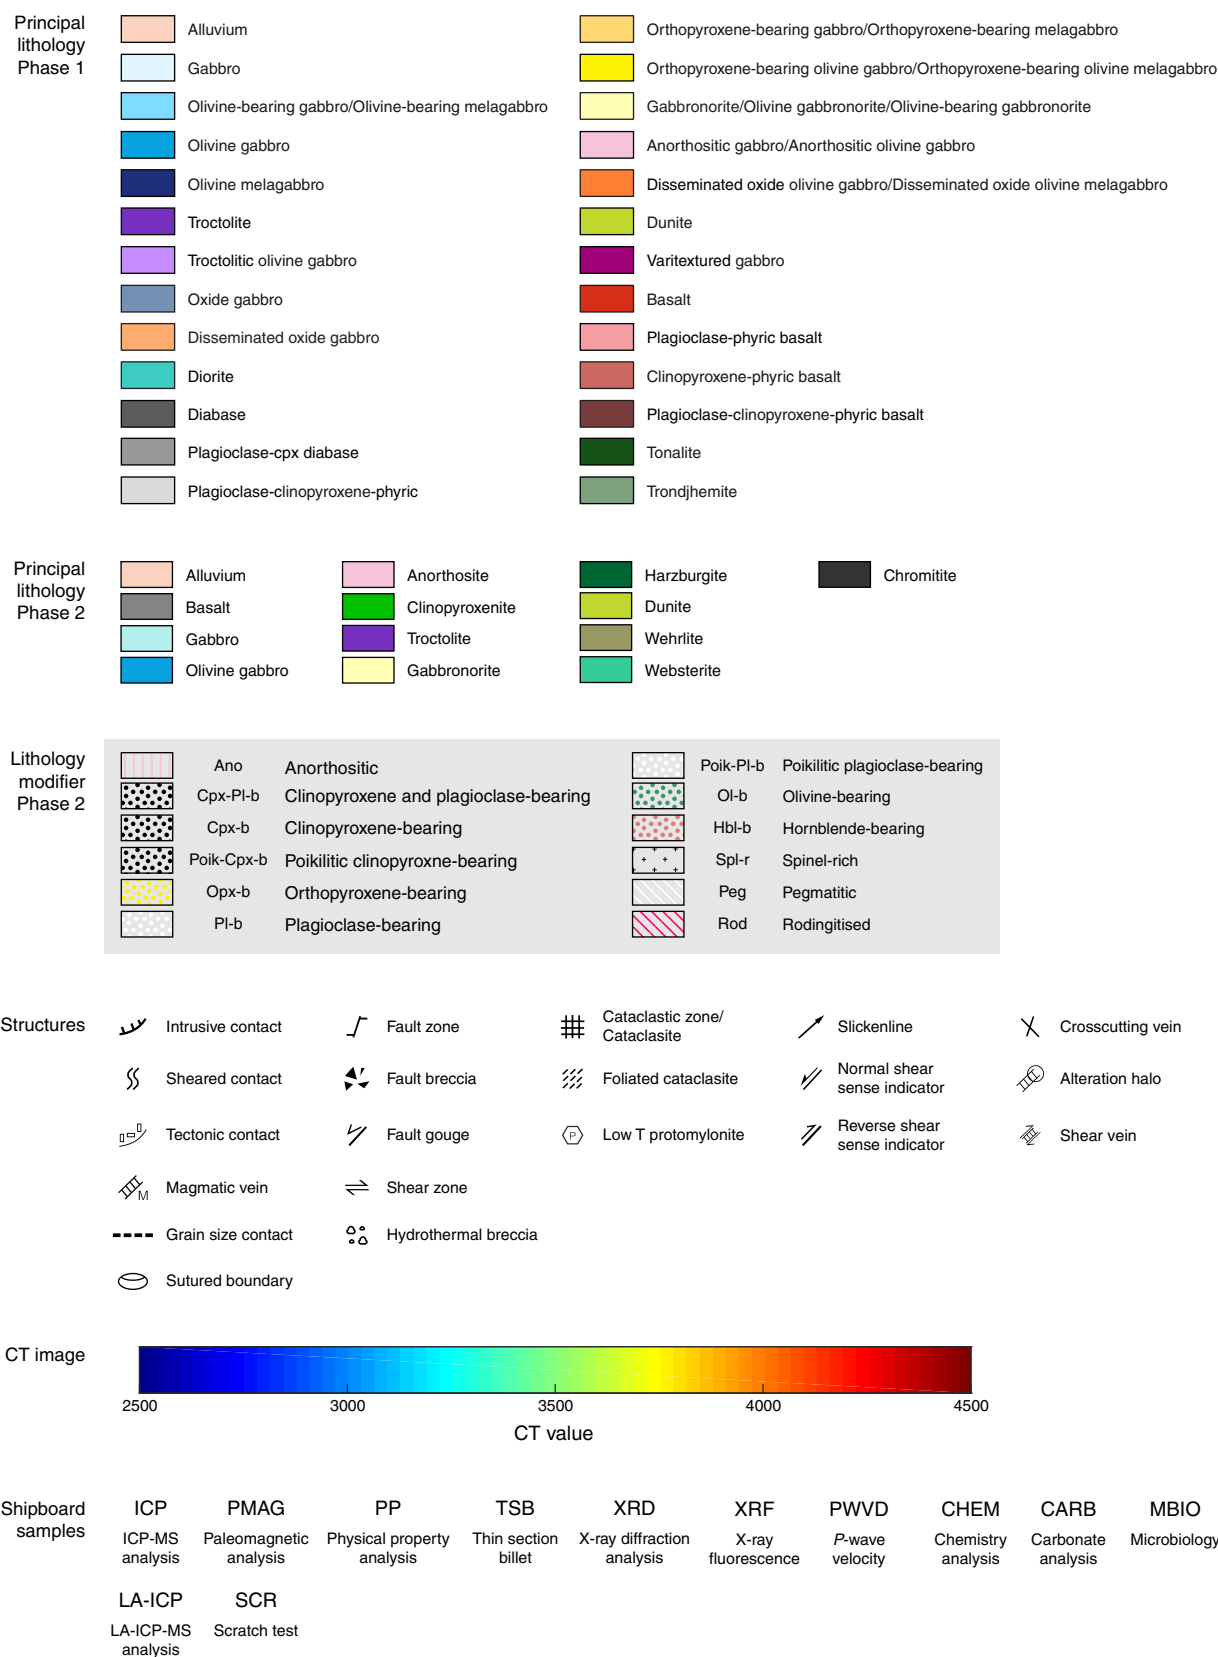 Principal
lithology
Phase 1
Alluvium
Gabbro
Olivine-bearing gabbro/Olivine-bearing melagabbro
Olivine gabbro
Olivine melagabbro
Troctolite
Troctolitic olivine gabbro
Oxide gabbro
Disseminated oxide gabbro
Diorite
Diabase
Plagioclase-cpx diabase
Plagioclase-clinopyroxene-phyric
Orthopyroxene-bearing gabbro/Orthopyroxene-bearing melagabbro
Orthopyroxene-bearing olivine gabbro/Orthopyroxene-bearing olivine melagabbro
Gabbronorite/Olivine gabbronorite/Olivine-bearing gabbronorite
Anorthositic gabbro/Anorthositic olivine gabbro
Disseminated oxide olivine gabbro/Disseminated oxide olivine melagabbro
Dunite
Varitextured gabbro
Basalt
Plagioclase-phyric basalt
Clinopyroxene-phyric basalt
Plagioclase-clinopyroxene-phyric basalt
Tonalite
Trondjhemite
Principal
lithology
Phase 2
Alluvium
Basalt
Gabbro
Olivine gabbro
Anorthosite
Clinopyroxenite
Troctolite
Gabbronorite
Harzburgite
Dunite
Wehrlite
Websterite
Chromitite
Lithology
modifier
Phase 2
Ano Anorthositic
Cpx-Pl-b Clinopyroxene and plagioclase-bearing
Cpx-b Clinopyroxene-bearing
Poik-Cpx-b Poikilitic clinopyroxne-bearing
Opx-b Orthopyroxene-bearing
Pl-b Plagioclase-bearing
Poik-Pl-b Poikilitic plagioclase-bearing
Ol-b Olivine-bearing
Hbl-b Hornblende-bearing
Spl-r Spinel-rich
Peg Pegmatitic
Rod Rodingitised
Structures
Intrusive contact
Sheared contact
Tectonic contact
M Magmatic vein
Grain size contact
Sutured boundary
Fault zone
Fault breccia
Fault gouge
Shear zone
Hydrothermal breccia
Cataclastic zone/
Cataclasite
Foliated cataclasite
P Low T protomylonite
Slickenline
Normal shear
sense indicator
Reverse shear
sense indicator
Crosscutting vein
Alteration halo
Shear vein
CT image
2500 3000 3500 4000 4500
CT value
Shipboard
samples
ICP
ICP-MS
analysis
PMAG
Paleomagnetic
analysis
PP
Physical property
analysis
TSB
Thin section
billet
XRD
X-ray diffraction
analysis
XRF
X-ray
fluorescence
PWVD
P-wave
velocity
CHEM
Chemistry
analysis
CARB
Carbonate
analysis
MBIO
Microbiology
LA-ICP
LA-ICP-MS
analysis
SCR
Scratch test